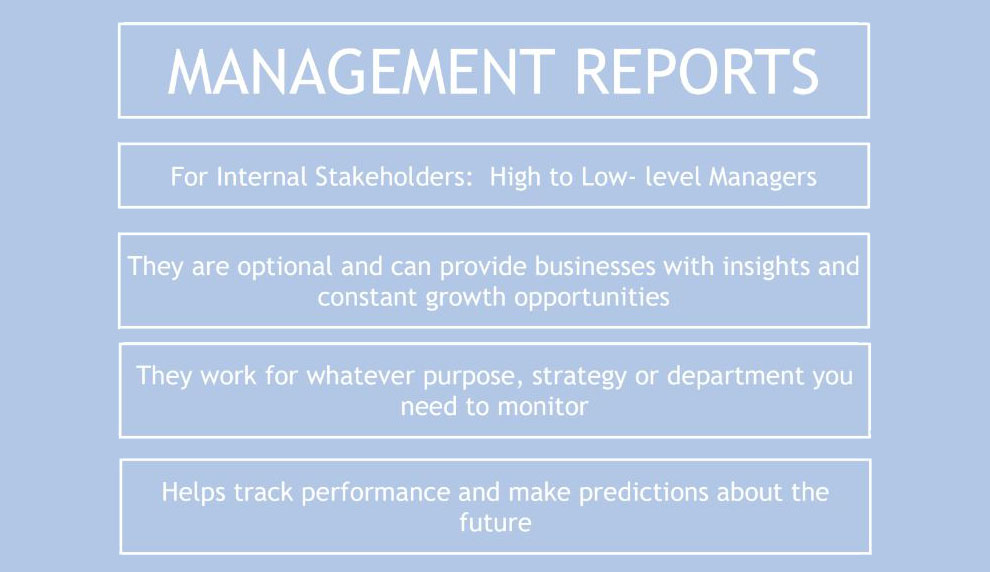 MANAGEMENT REPORTS
For Internal Stakeholders:  High to Low- level Managers
They are optional and can provide businesses with insights and
constant growth opportunities
They work for whatever purpose, strategy or department you
need to monitor
Helps track performance and make predictions about the
future